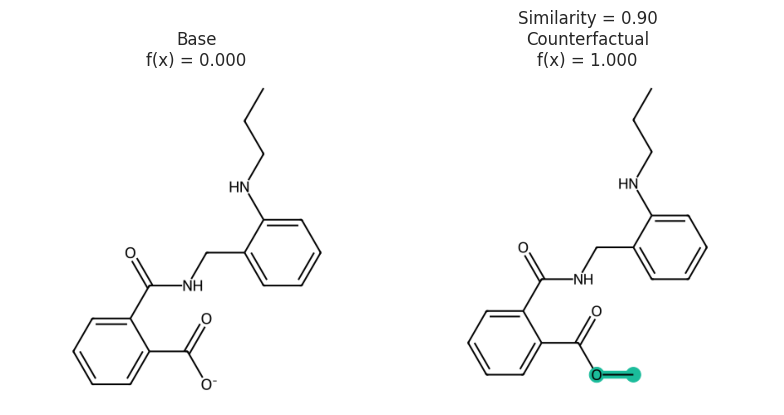 Base
f(x) = 0.000
HN
O
NH
O
O-
Similarity = 0.90
Counterfactual
f(x) = 1.000
HN
O
NH
O
O